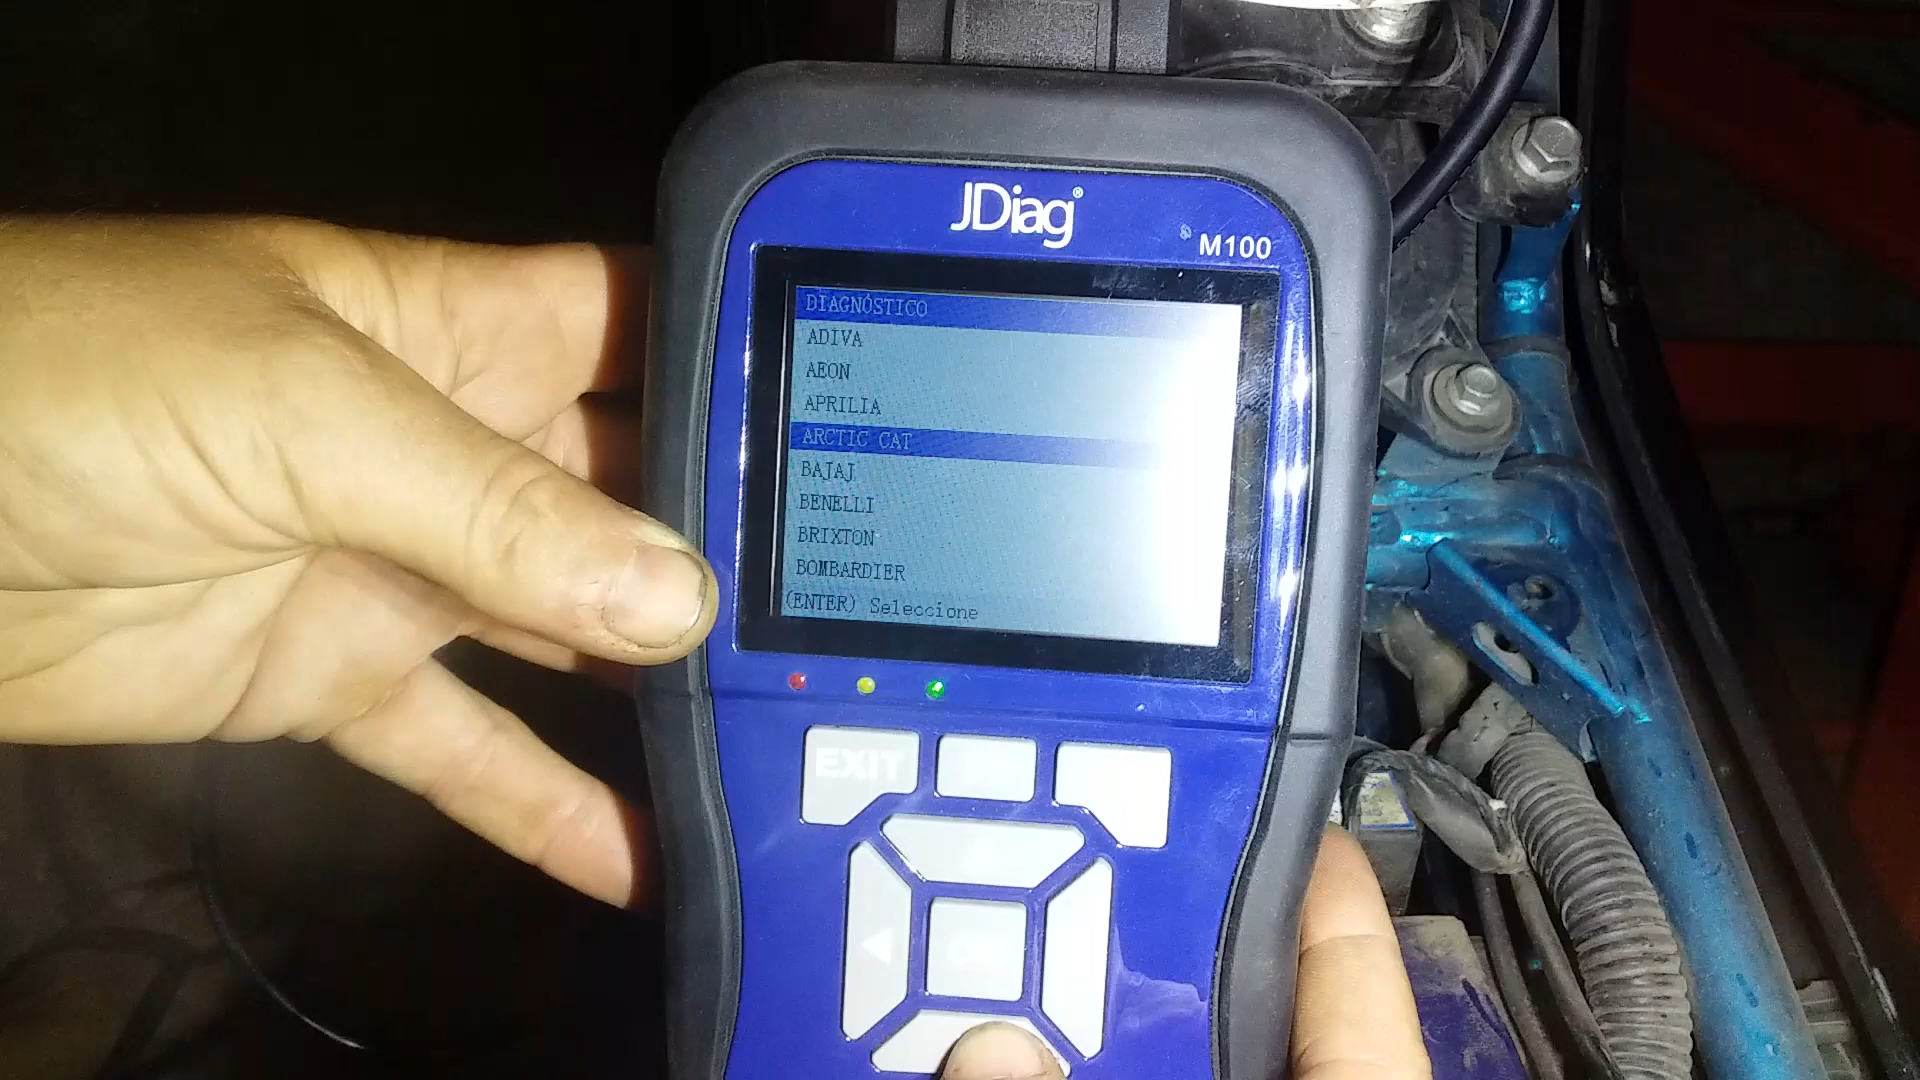 JDiag®
M100
DIAGNÓSTICO
ADIVA
AEON
APRILIA
ARCTIC CAT
BAJAJ
BENELLI
BRIXTON
BOMBARDIER
(ENTER) Seleccione
EXIT